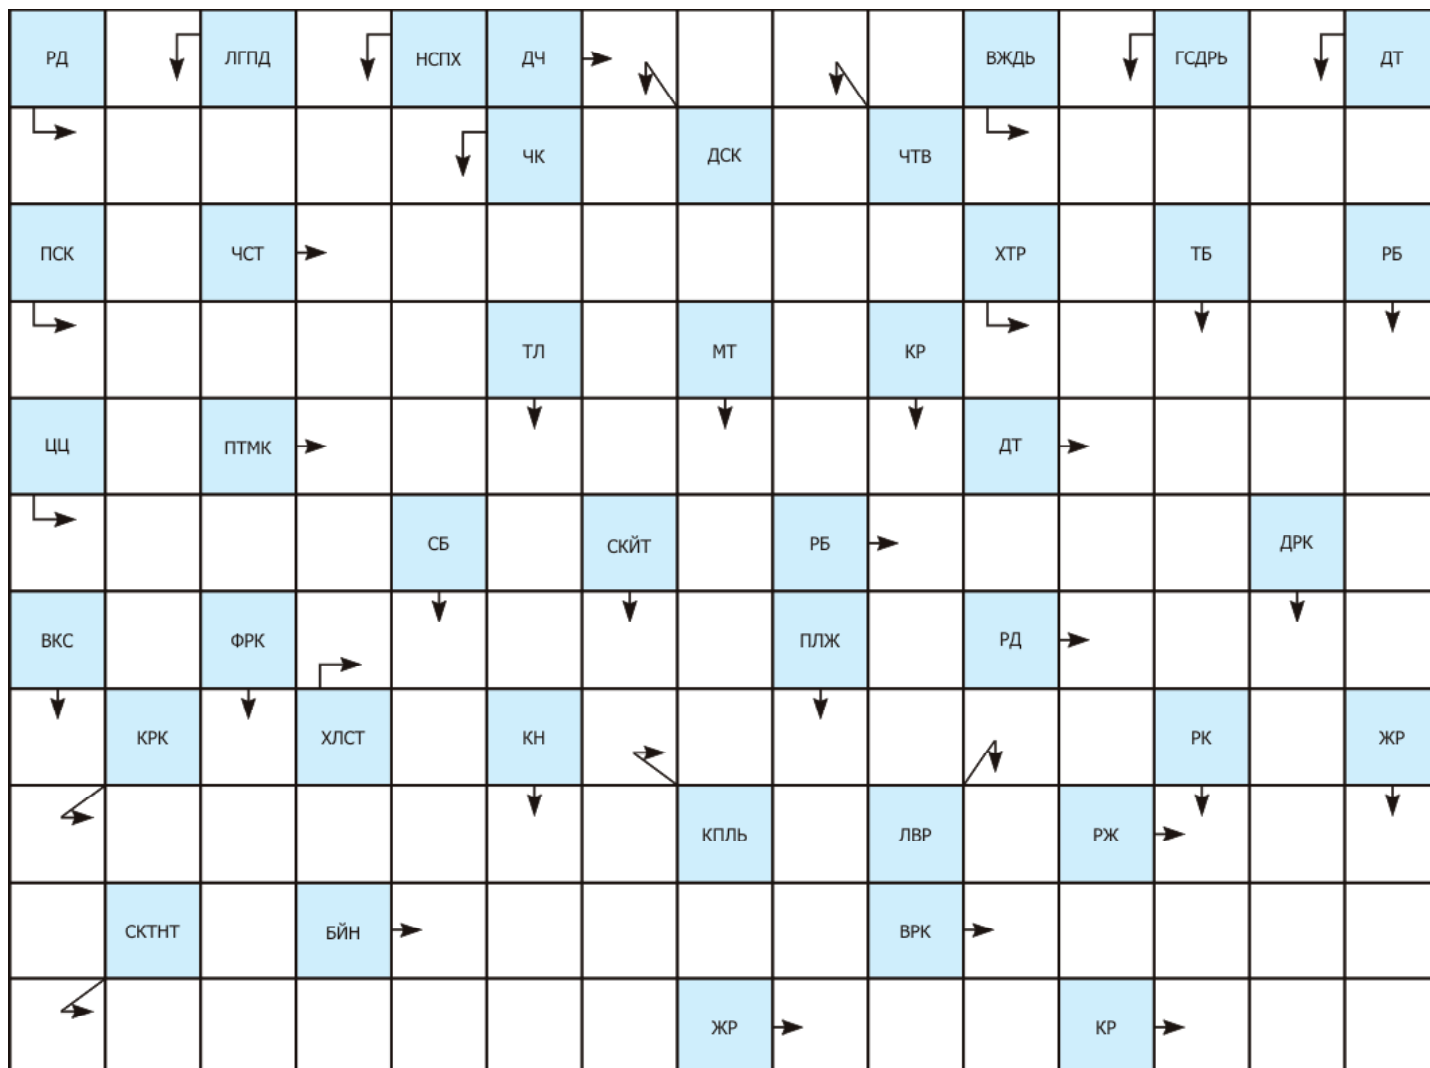 РД ЛГПД НСПХ ДЧ ВЖДЬ ГСДРЬ ДТ
ЧК ДСК ЧТВ
ПСК ЧСТ ХТР ТБ РБ
ТЛ МТ КР
ЦЦ ПТМК ДТ
СБ СКЙТ РБ ДРК
ВКС ФРК ПЛЖ РД
КРК ХЛСТ КН РК ЖР
КПЛЬ ЛВР РЖ
СКТНТ БЙН ВРК
ЖР КР